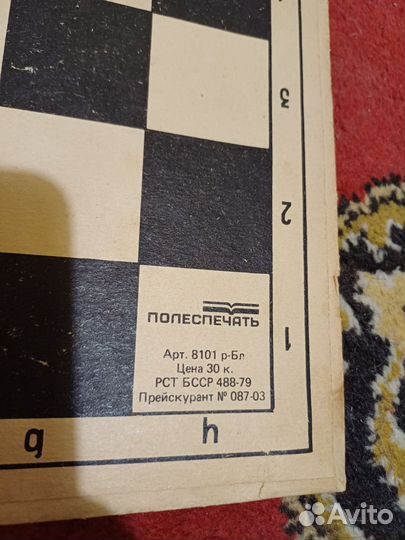 3
2
1
ПОЛЕСПЕЧАТЬ
Арт. 8101 р-Бл
Цена 30 к.
РСТ БССР 488-79
Прейскурант № 087-03
g h
Avito